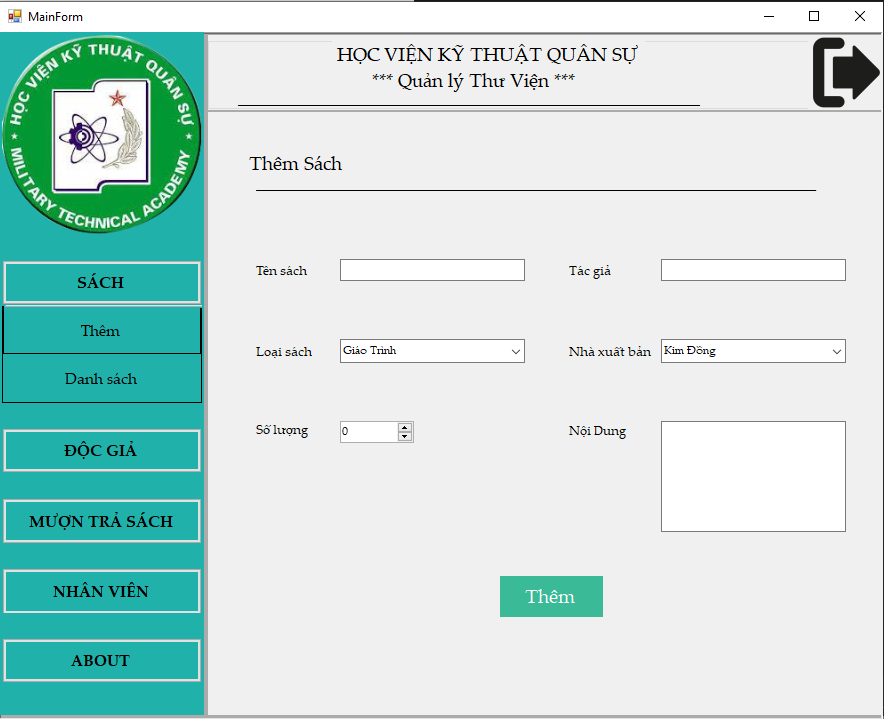 MainForm
HỌC VIỆN KỸ THUẬT QUÂN SỰ
MILITARY TECHNICAL ACADEMY
HỌC VIỆN KỸ THUẬT QUÂN SỰ
*** Quản lý Thư Viện ***
SÁCH
Thêm
Danh sách
ĐỘC GIẢ
MƯỢN TRẢ SÁCH
NHÂN VIÊN
ABOUT
Thêm Sách
Tên sách
Tác giả
Loại sách Giáo Trình
Nhà xuất bản Kim Đồng
Số lượng 0
Nội Dung
Thêm